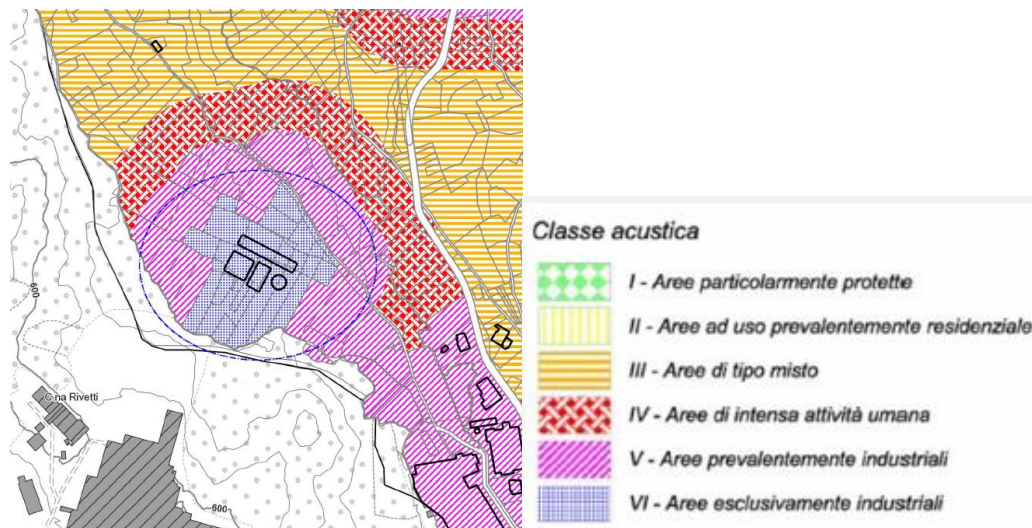 600
C.na Rivetti
600
Classe acustica
I - Aree particolarmente protette
II - Aree ad uso prevalentemente residenziale
III - Aree di tipo misto
IV - Aree di intensa attività umana
V - Aree prevalentemente industriali
VI - Aree esclusivamente industriali